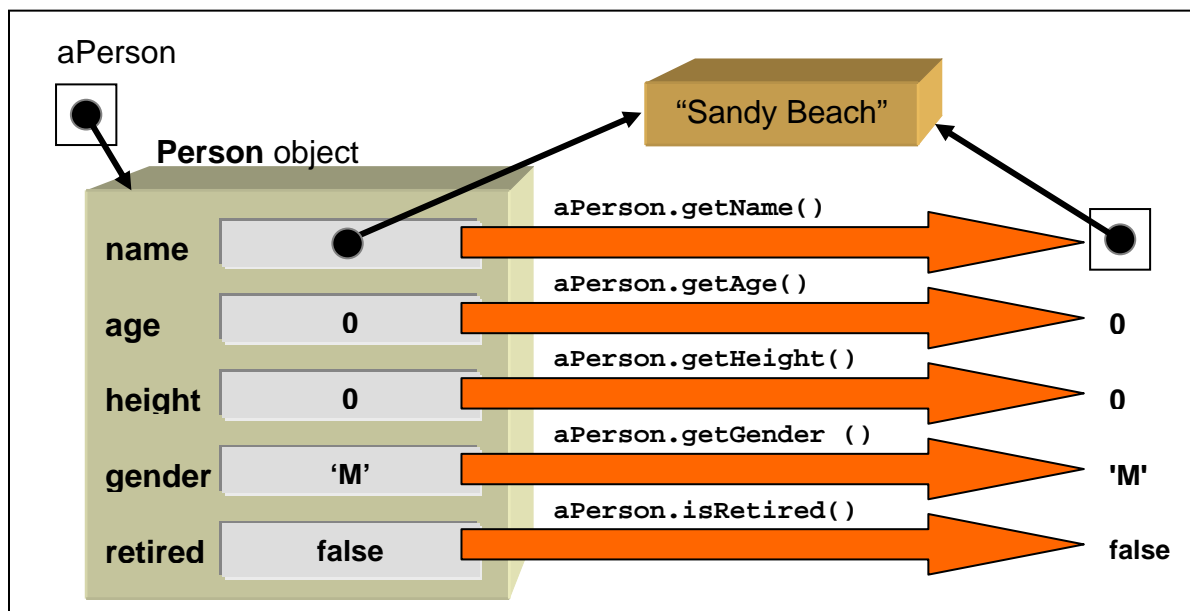 aPerson
“Sandy Beach”
Person object
aPerson.getName()
name
aPerson.getAge()
age 0 0
aPerson.getHeight()
height 0 0
aPerson.getGender ()
gender ‘M’ 'M'
aPerson.isRetired()
retired false false